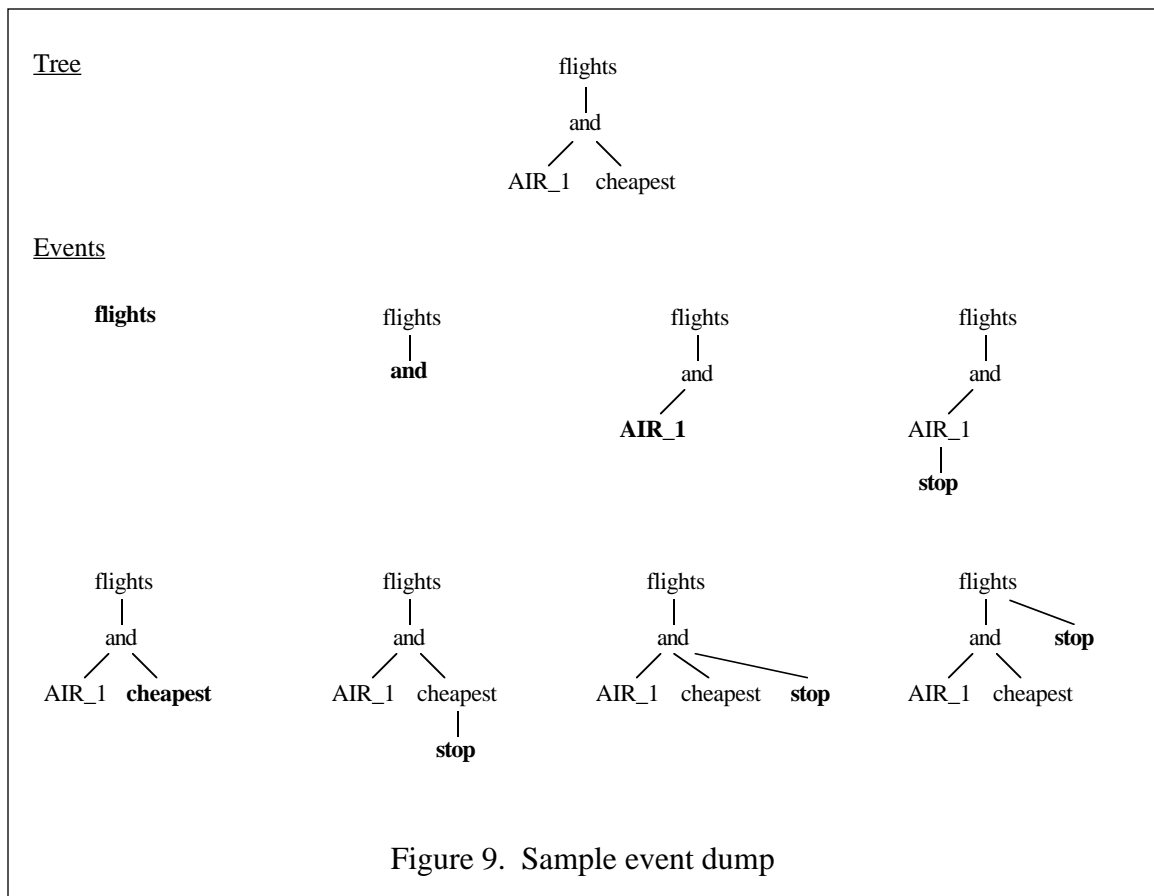 Tree
flights
and
AIR_1 cheapest
Events
flights flights flights flights
and and and
AIR_1 AIR_1
stop
flights flights flights flights
and and and and stop
AIR_1 cheapest AIR_1 cheapest AIR_1 cheapest stop AIR_1 cheapest
stop
Figure 9. Sample event dump